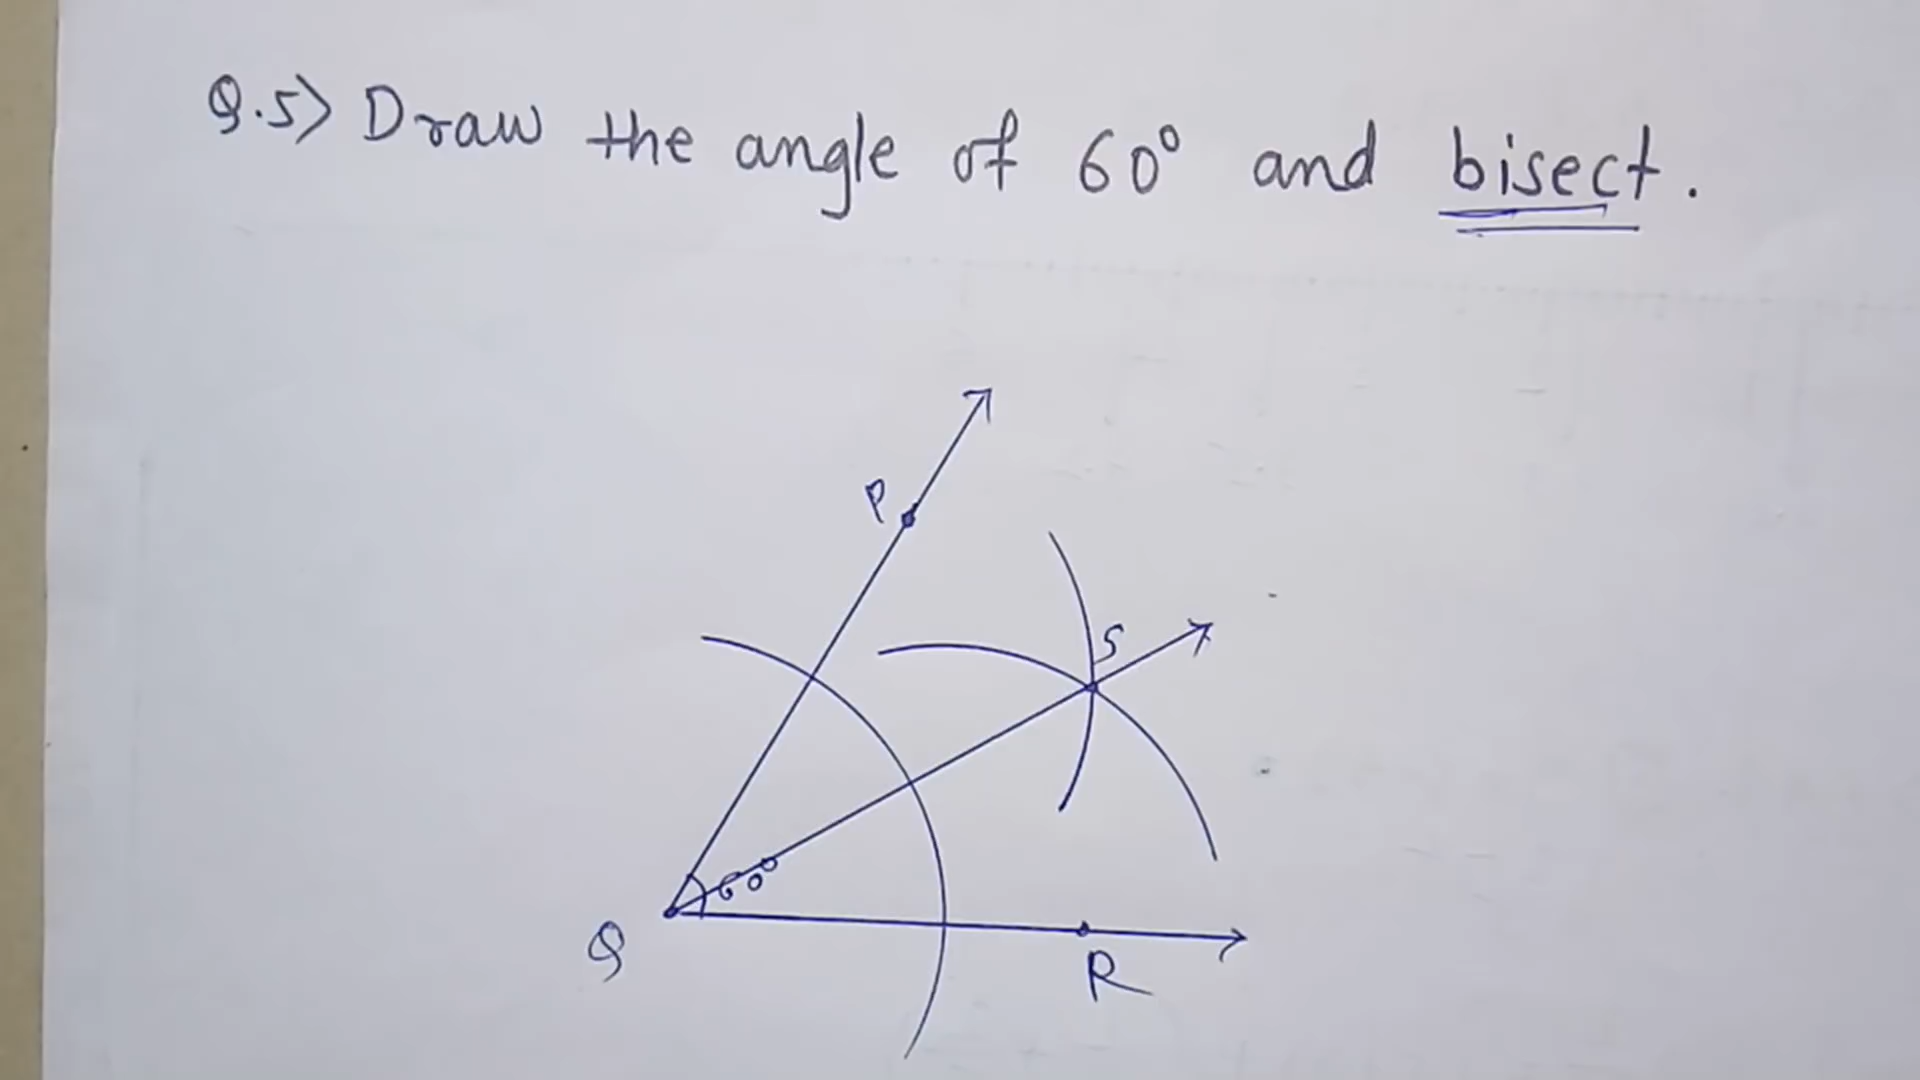 Q.5) Draw the angle of 60° and bisect.
P
S
60°
Q
R